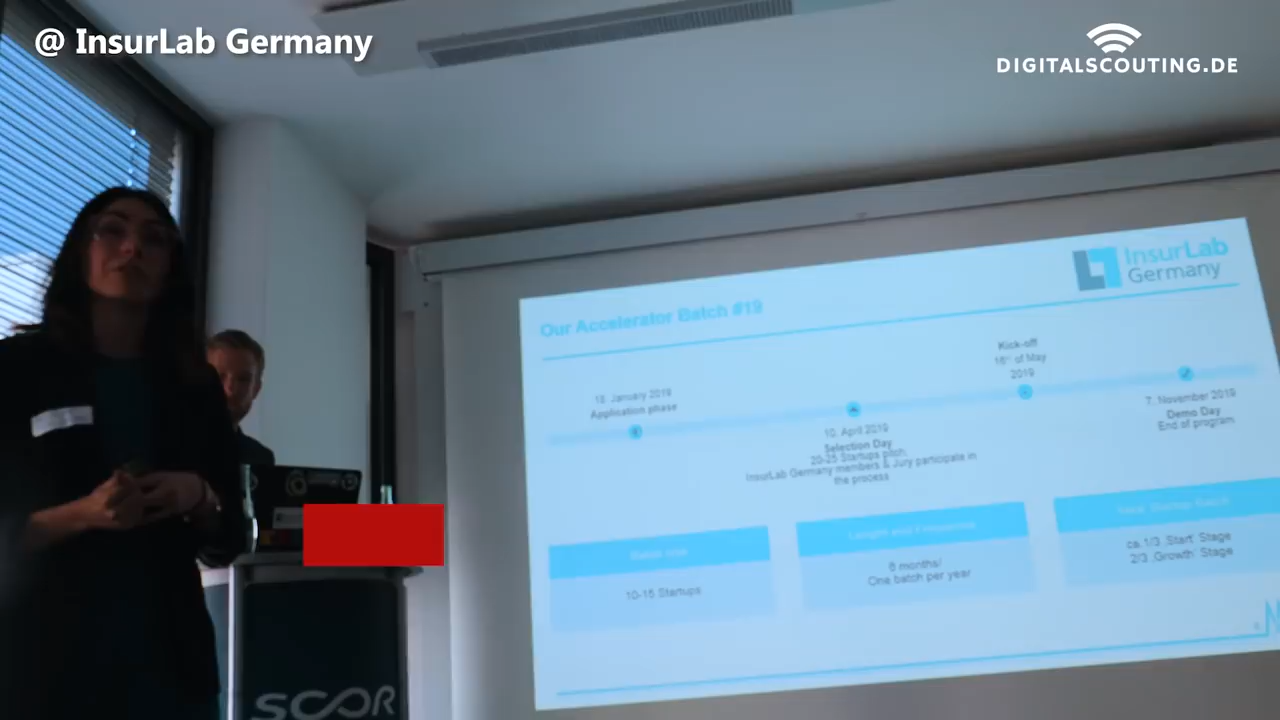 @ InsurLab Germany
DIGITALSCOUTING.DE
InsurLab
Germany
Our Accelerator Batch #19
Kick-off
16th of May
2019
January 2019
Application phase
10. April 2019
Selection Day
20-25 Startups pitch,
InsurLab Germany members & Jury participate in
the process
7. November 2019
Demo Day
End of program
10-15 Startups
6 months/
One batch per year
ca. 1/3 ‚Start' Stage
2/3 ‚Growth' Stage
SCOR